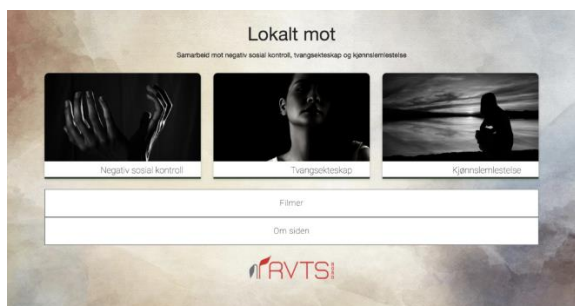 Lokalt mot
Samarbeid mot negativ sosial kontroll, tvangsekteskap og kjønnslemlestelse
Negativ sosial kontroll
Tvangsekteskap
Kjønnslemlestelse
Filmer
Om siden
RVTS